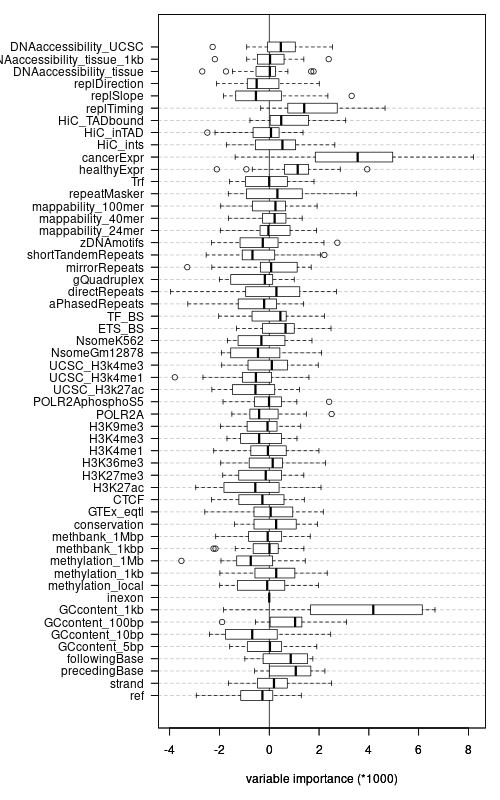 DNAaccessibility_UCSC
NAaccessibility_tissue_1kb
DNAaccessibility_tissue
replDirection
replSlope
replTiming
HiC_TADbound
HiC_inTAD
HiC_ints
cancerExpr
healthyExpr
Trf
repeatMasker
mappability_100mer
mappability_40mer
mappability_24mer
zDNAmotifs
shortTandemRepeats
mirrorRepeats
gQuadruplex
directRepeats
aPhasedRepeats
TF_BS
ETS_BS
NsomeK562
NsomeGm12878
UCSC_H3k4me3
UCSC_H3k4me1
UCSC_H3k27ac
POLR2AphosphoS5
POLR2A
H3K9me3
H3K4me3
H3K4me1
H3K36me3
H3K27me3
H3K27ac
CTCF
GTEx_eqtl
conservation
methbank_1Mbp
methbank_1kbp
methylation_1Mb
methylation_1kb
methylation_local
inexon
GCcontent_1kb
GCcontent_100bp
GCcontent_10bp
GCcontent_5bp
followingBase
precedingBase
strand
ref
-4 -2 0 2 4 6 8
variable importance (*1000)